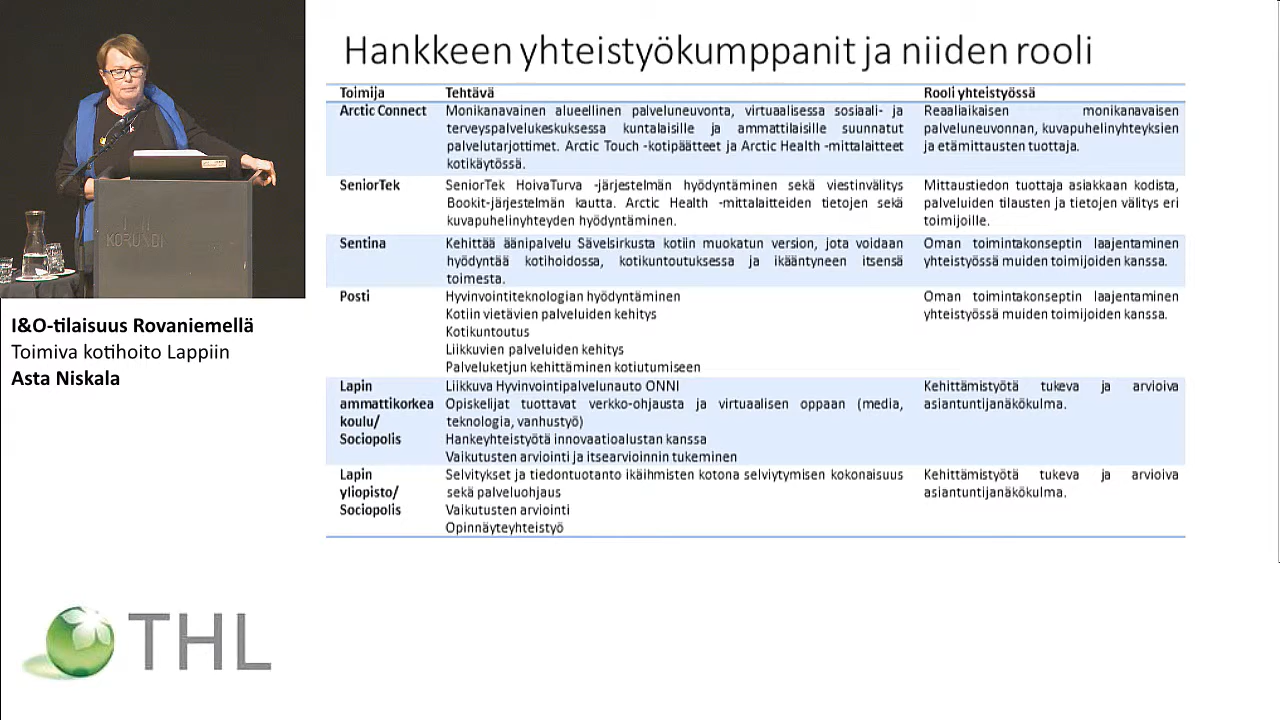 Hankkeen yhteistyökumppanit ja niiden rooli
Toimija Tehtävä Rooli yhteistyössä
Arctic Connect
Monikanavainen alueellinen palveluneuvonta, virtuaalisessa sosiaali- ja
terveyspalvelukeskuksessa kuntalaisille ja ammattilaisille suunnatut
palvelutarjottimet. Arctic Touch -kotipäätteet ja Arctic Health -mittalaitteet
kotikäytössä.
Reaaliaikaisen monikanavaisen
palveluneuvonnan, kuvapuhelinyhteyksien
ja etämittausten tuottaja.
SeniorTek
SeniorTek HoivaTurva -järjestelmän hyödyntäminen sekä viestinvälitys
Bookit-järjestelmän kautta. Arctic Health -mittalaitteiden tietojen sekä
kuvapuhelinyhteyden hyödyntäminen.
Mittaustiedon tuottaja asiakkaan kodista,
palveluiden tilausten ja tietojen välitys eri
toimijoille.
Sentina
Kehittää äänipalvelu Sävelsirkusta kotiin muokatun version, jota voidaan
hyödyntää kotihoidossa, kotikuntoutuksessa ja ikääntyneen itsensä
toimesta.
Oman toimintakonseptin laajentaminen
yhteistyössä muiden toimijoiden kanssa.
Posti
Hyvinvointiteknologian hyödyntäminen
Kotiin vietävien palveluiden kehitys
Kotikuntoutus
Liikkuvien palveluiden kehitys
Palveluketjun kehittäminen kotiutumiseen
Oman toimintakonseptin laajentaminen
yhteistyössä muiden toimijoiden kanssa.
Lapin
ammattikorkea
koulu/
Sociopolis
Liikkuva Hyvinvointipalvelunauto ONNI
Opiskelijat tuottavat verkko-ohjausta ja virtuaalisen oppaan (media,
teknologia, vanhustyö)
Hankeyhteistyötä innovaatioalustan kanssa
Vaikutusten arviointi ja itsearvioinnin tukeminen
Kehittämistyötä tukeva ja arvioiva
asiantuntijanäkökulma.
Lapin
yliopisto/
Sociopolis
Selvitykset ja tiedontuotanto ikäihmisten kotona selviytymisen kokonaisuus
sekä palveluohjaus
Vaikutusten arviointi
Opinnäyteyhteistyö
Kehittämistyötä tukeva ja arvioiva
asiantuntijanäkökulma.
KORUNDI
I&O-tilaisuus Rovaniemellä
Toimiva kotihoito Lappiin
Asta Niskala
THL